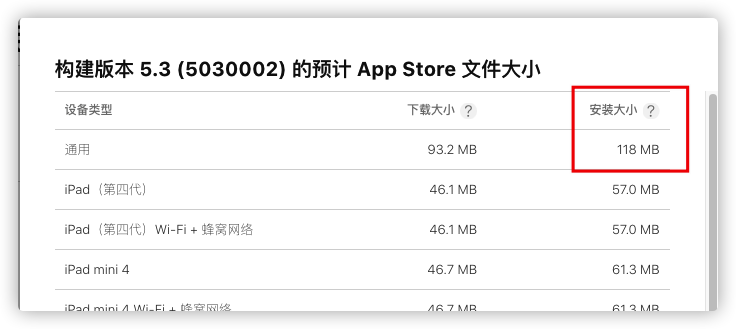 构建版本 5.3 (5030002) 的预计 App Store 文件大小
设备类型 下载大小 ? 安装大小 ?
通用 93.2 MB 118 MB
iPad（第四代） 46.1 MB 57.0 MB
iPad（第四代）Wi-Fi + 蜂窝网络 46.1 MB 57.0 MB
iPad mini 4 46.7 MB 61.3 MB
iPad mini 4 Wi-Fi + 蜂窝网络 46.7 MB 61.3 MB